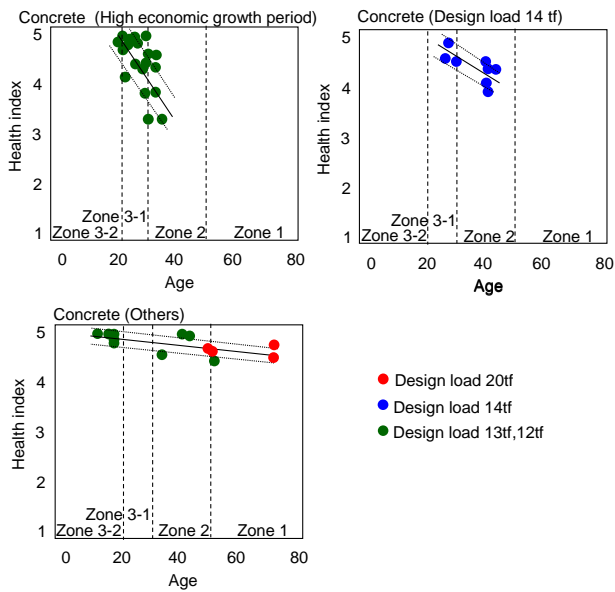 Concrete (High economic growth period)
5
4
3
2
1
Health index
Zone 3-1
Zone 3-2
Zone 2
Zone 1
0 20 40 60 80
Age
Concrete (Design load 14 tf)
5
4
3
2
1
Health index
Zone 3-1
Zone 3-2
Zone 2
Zone 1
0 20 40 60 80
Age
Concrete (Others)
5
4
3
2
1
Health index
Zone 3-1
Zone 3-2
Zone 2
Zone 1
0 20 40 60 80
Age
Design load 20tf
Design load 14tf
Design load 13tf,12tf